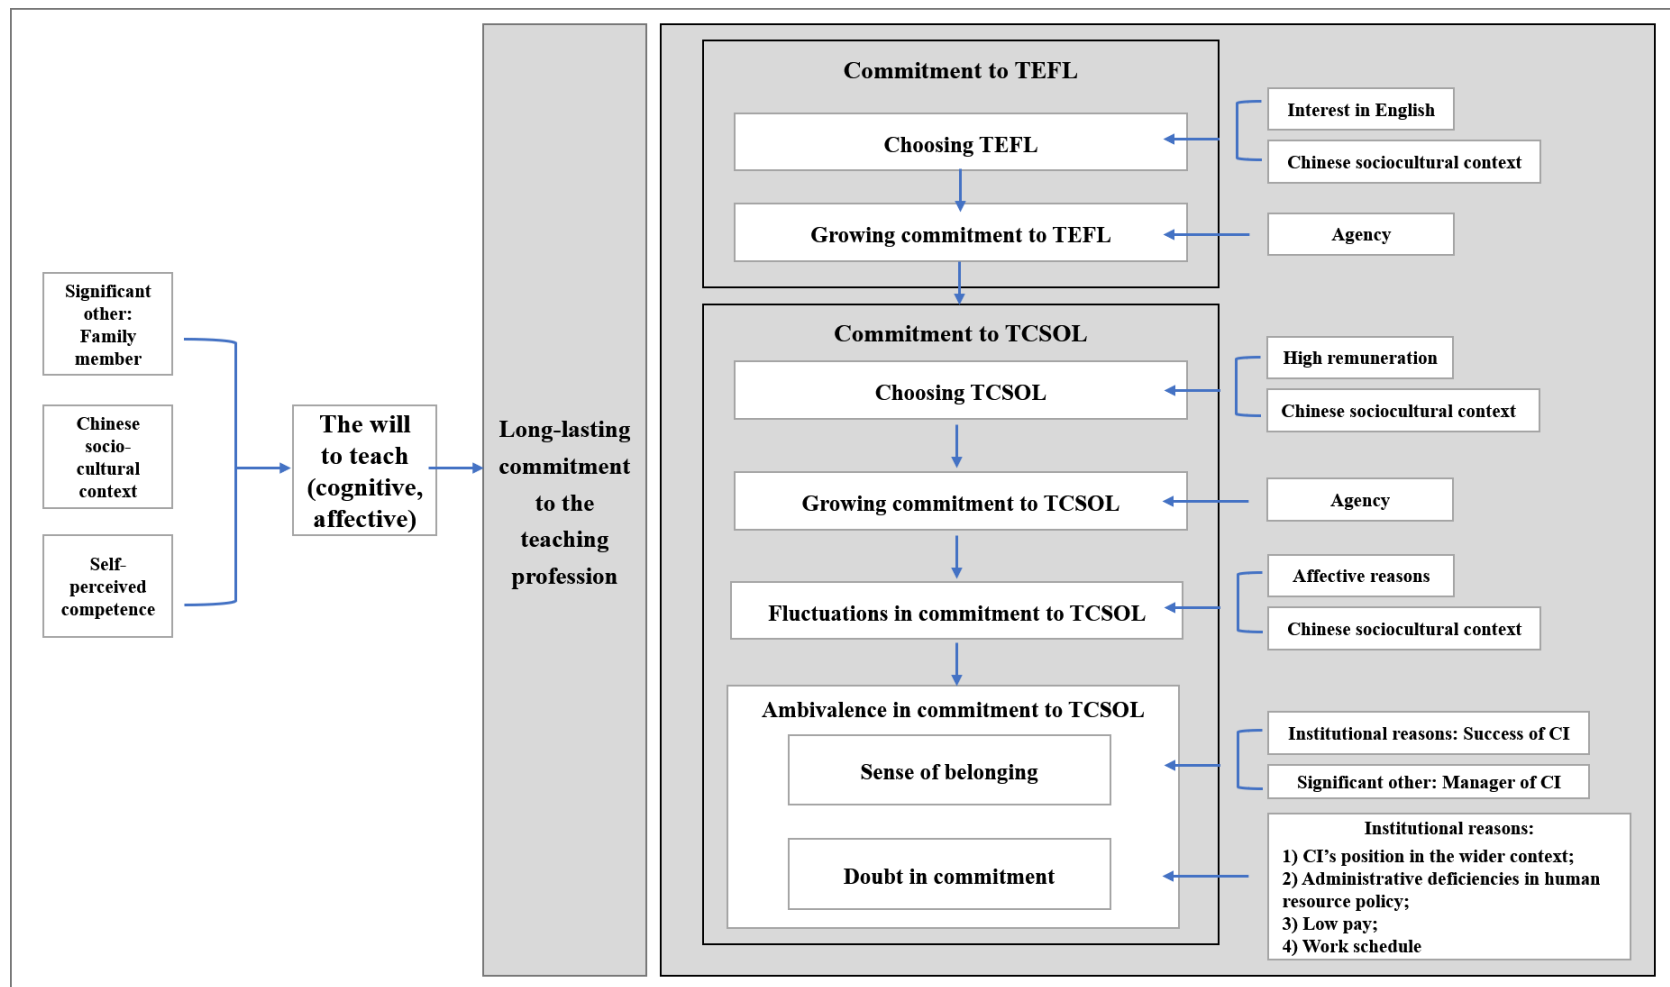 Significant
other:
Family
member
Chinese
socio-
cultural
context
Self-
perceived
competence
The will
to teach
(cognitive,
affective)
Long-lasting
commitment
to the
teaching
profession
Commitment to TEFL
Choosing TEFL
Interest in English
Chinese sociocultural context
Growing commitment to TEFL
Agency
Commitment to TCSOL
Choosing TCSOL
High remuneration
Chinese sociocultural context
Growing commitment to TCSOL
Agency
Fluctuations in commitment to TCSOL
Affective reasons
Chinese sociocultural context
Ambivalence in commitment to TCSOL
Sense of belonging
Institutional reasons: Success of CI
Significant other: Manager of CI
Doubt in commitment
Institutional reasons:
1) CI’s position in the wider context;
2) Administrative deficiencies in human
resource policy;
3) Low pay;
4) Work schedule